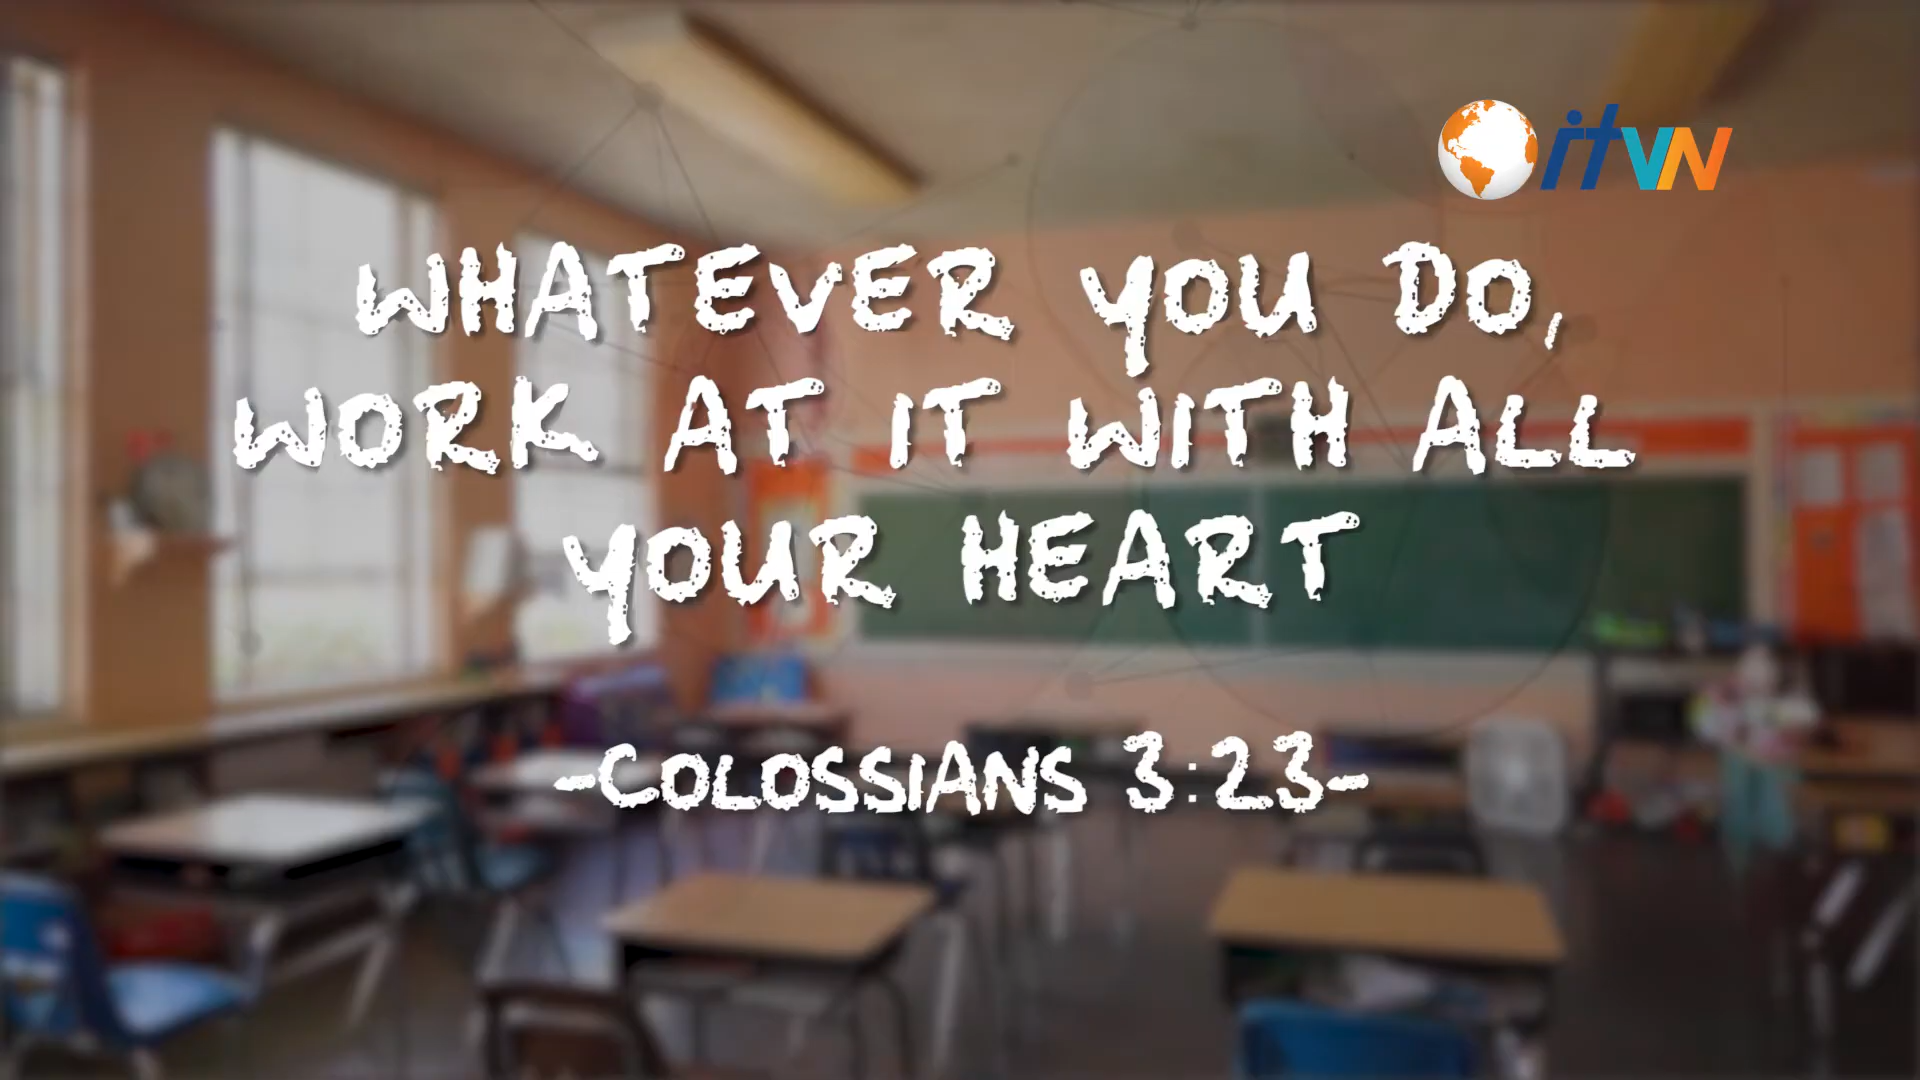 itVN
WHATEVER YOU DO,
WORK AT IT WITH ALL
YOUR HEART
-COLOSSIANS 3:23-